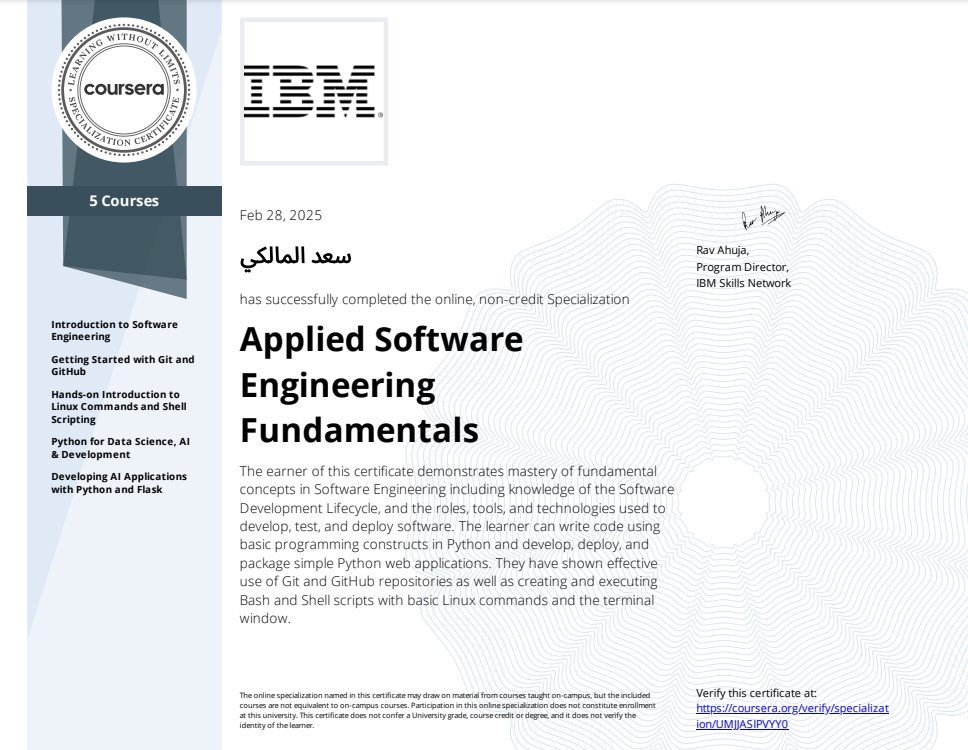 LEARNING WITHOUT LIMITS
coursera
SPECIALIZATION CERTIFICATE
IBM®
5 Courses
Introduction to Software
Engineering
Getting Started with Git and
GitHub
Hands-on Introduction to
Linux Commands and Shell
Scripting
Python for Data Science, AI
& Development
Developing AI Applications
with Python and Flask
Feb 28, 2025
سعد المالكي
has successfully completed the online, non-credit Specialization
Applied Software
Engineering
Fundamentals
The earner of this certificate demonstrates mastery of fundamental
concepts in Software Engineering including knowledge of the Software
Development Lifecycle, and the roles, tools, and technologies used to
develop, test, and deploy software. The learner can write code using
basic programming constructs in Python and develop, deploy, and
package simple Python web applications. They have shown effective
use of Git and GitHub repositories as well as creating and executing
Bash and Shell scripts with basic Linux commands and the terminal
window.
Rav Ahuja
Rav Ahuja,
Program Director,
IBM Skills Network
The online specialization named in this certificate may draw on material from courses taught on-campus, but the included
courses are not equivalent to on-campus courses. Participation in this online specialization does not constitute enrollment
at this university. This certificate does not confer a University grade, course credit or degree, and it does not verify the
identity of the learner.
Verify this certificate at:
https://coursera.org/verify/specializat
ion/UMJJASIPVYY0